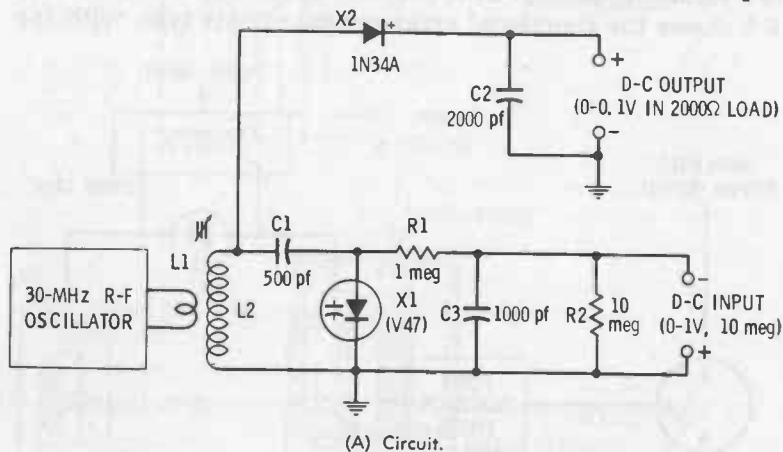 X2
+
1N34A
C2
2000 pf
+
D-C OUTPUT
(0-0.1V IN 2000Ω LOAD)
-
L1
C1
500 pf
R1
1 meg
30-MHz R-F
OSCILLATOR
L2
X1
(V47)
C3
1000 pf
R2
10
meg
-
D-C INPUT
(0-1V, 10 meg)
+
(A) Circuit.